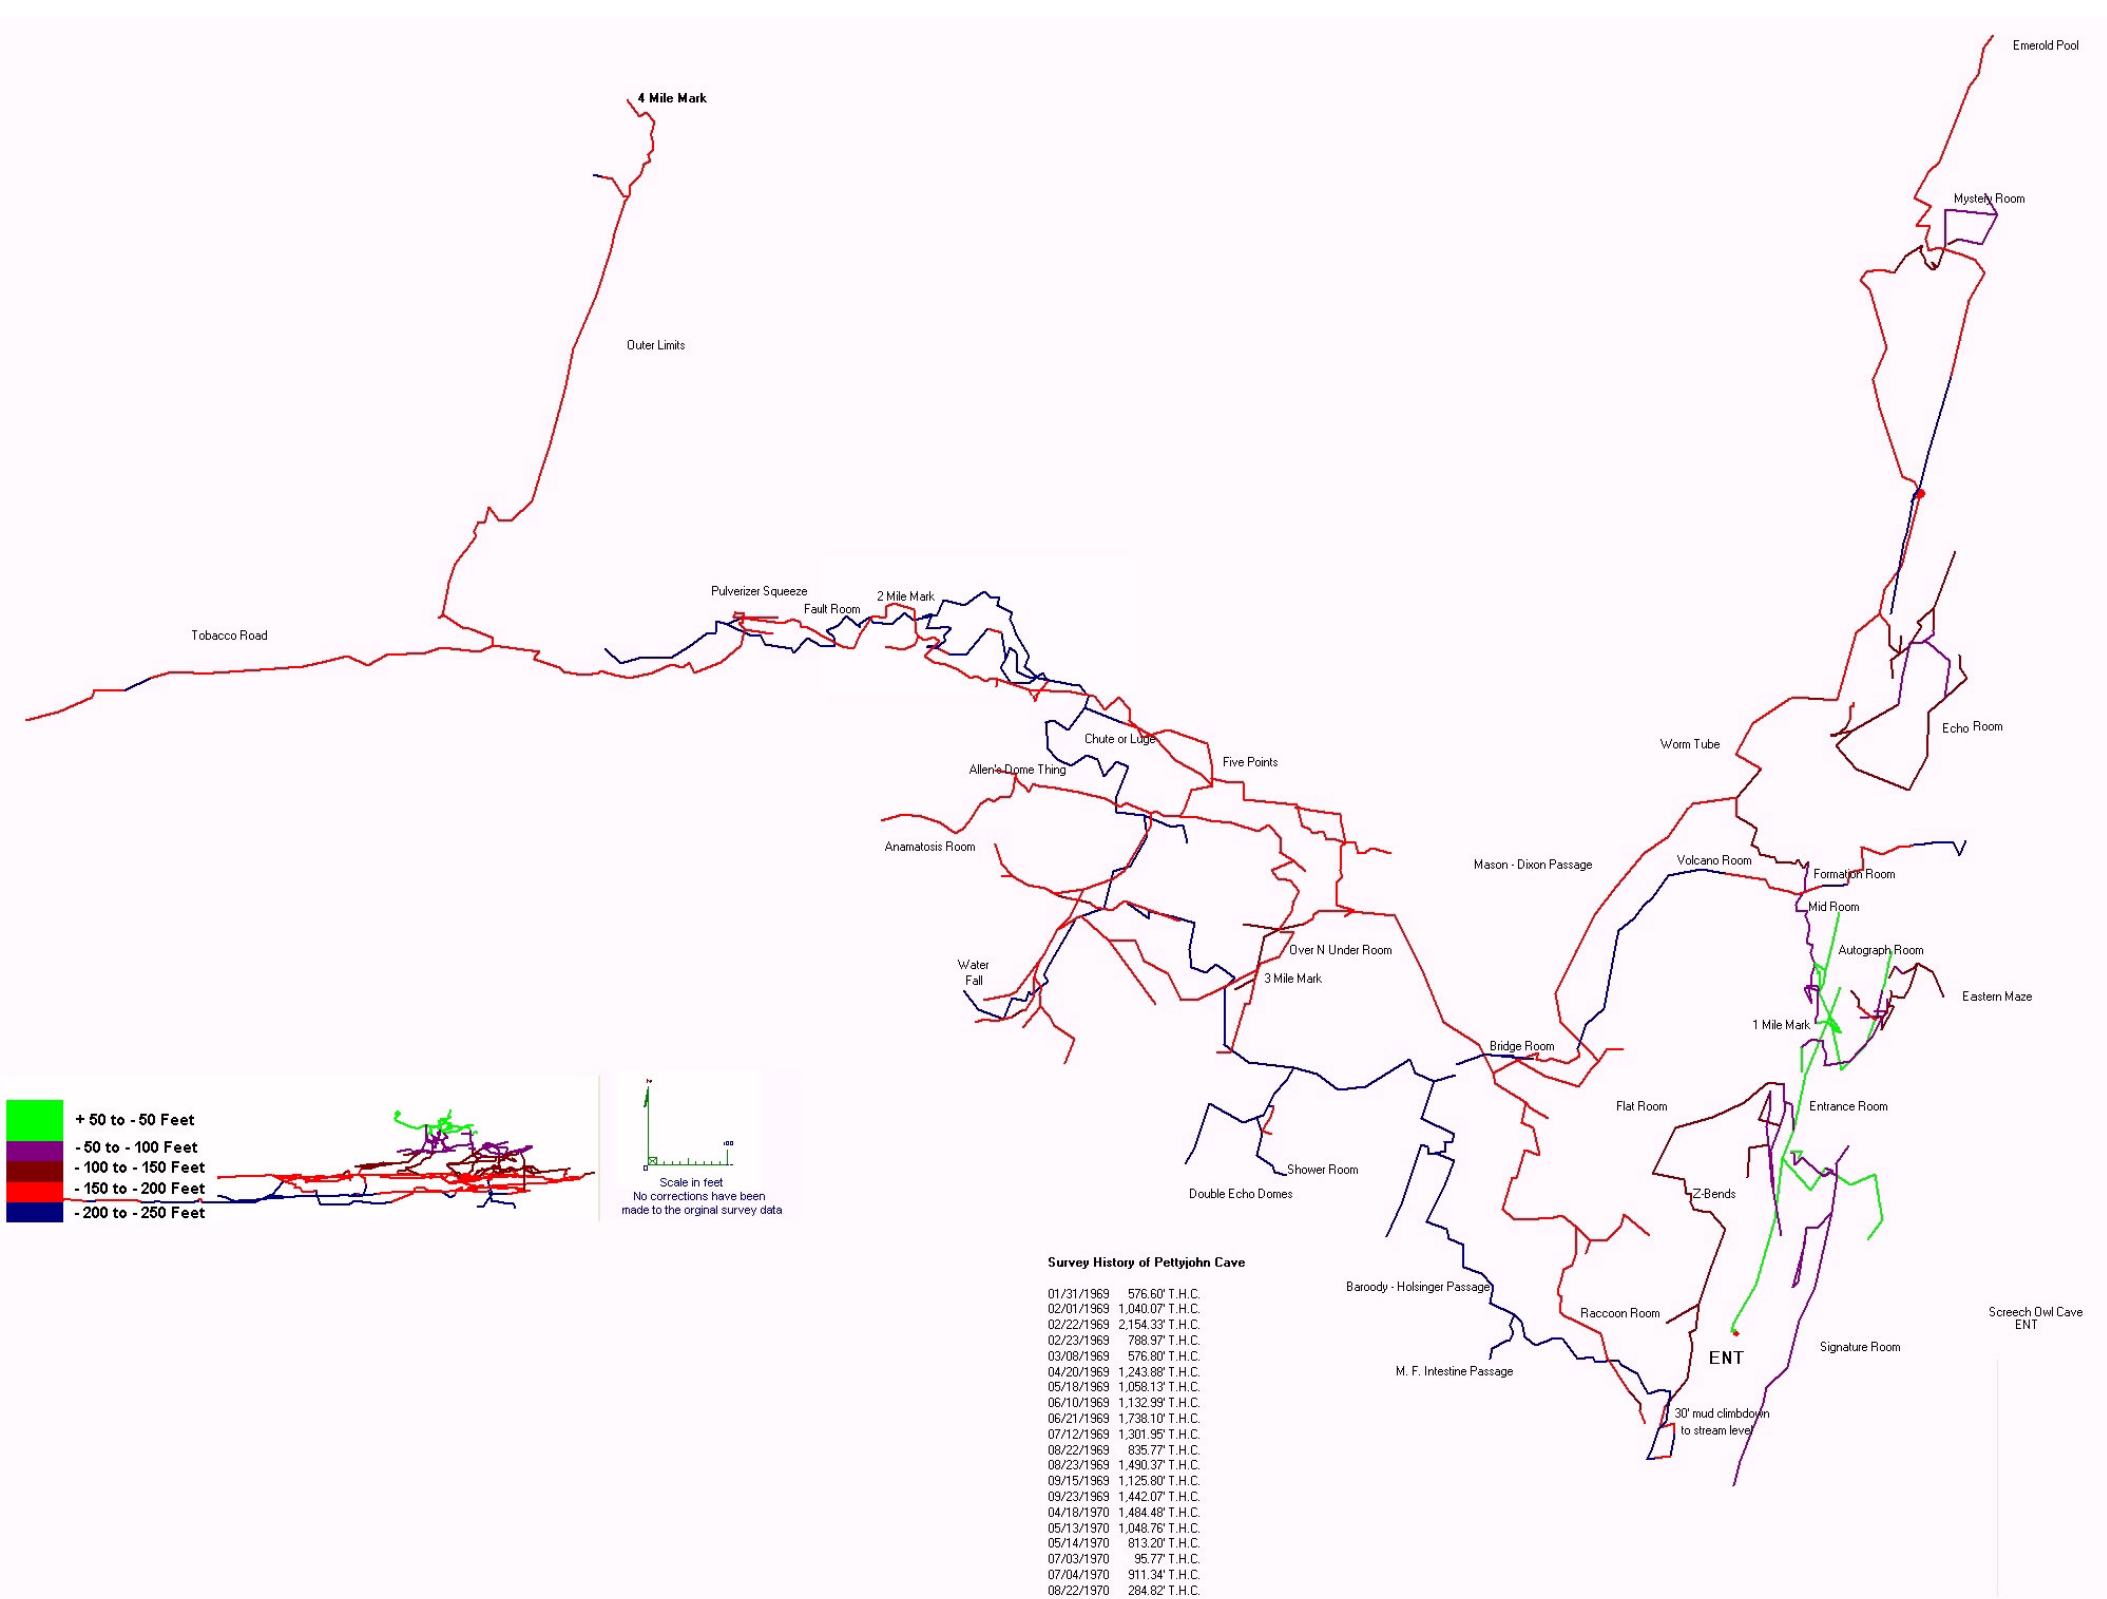 Emerold Pool
4 Mile Mark
Mystery Room
Outer Limits
Pulverizer Squeeze
2 Mile Mark
Fault Room
Tobacco Road
Echo Room
Chute or Luge
Worm Tube
Five Points
Allen's Dome Thing
Anamatosis Room
Mason - Dixon Passage
Volcano Room
Formation Room
Mid Room
Over N Under Room
Autograph Room
Water
Fall
3 Mile Mark
Eastern Maze
1 Mile Mark
Bridge Room
Flat Room
Entrance Room
+ 50 to - 50 Feet
- 50 to - 100 Feet
- 100 to - 150 Feet
- 150 to - 200 Feet
- 200 to - 250 Feet
0
100
Scale in feet
No corrections have been
made to the orginal survey data
Shower Room
Double Echo Domes
Z-Bends
Baroody - Holsinger Passage
Raccoon Room
Screech Owl Cave
ENT
Signature Room
ENT
M. F. Intestine Passage
30' mud climbdown
to stream level
Survey History of Pettyjohn Cave
01/31/1969 576.60' T.H.C.
02/01/1969 1,040.07' T.H.C.
02/22/1969 2,154.33' T.H.C.
02/23/1969 788.97' T.H.C.
03/08/1969 576.80' T.H.C.
04/20/1969 1,243.88' T.H.C.
05/18/1969 1,058.13' T.H.C.
06/10/1969 1,132.99' T.H.C.
06/21/1969 1,738.10' T.H.C.
07/12/1969 1,301.95' T.H.C.
08/22/1969 835.77' T.H.C.
08/23/1969 1,490.37' T.H.C.
09/15/1969 1,125.80' T.H.C.
09/23/1969 1,442.07' T.H.C.
04/18/1970 1,484.48' T.H.C.
05/13/1970 1,048.76' T.H.C.
05/14/1970 813.20' T.H.C.
07/03/1970 95.77' T.H.C.
07/04/1970 911.34' T.H.C.
08/22/1970 284.82' T.H.C.